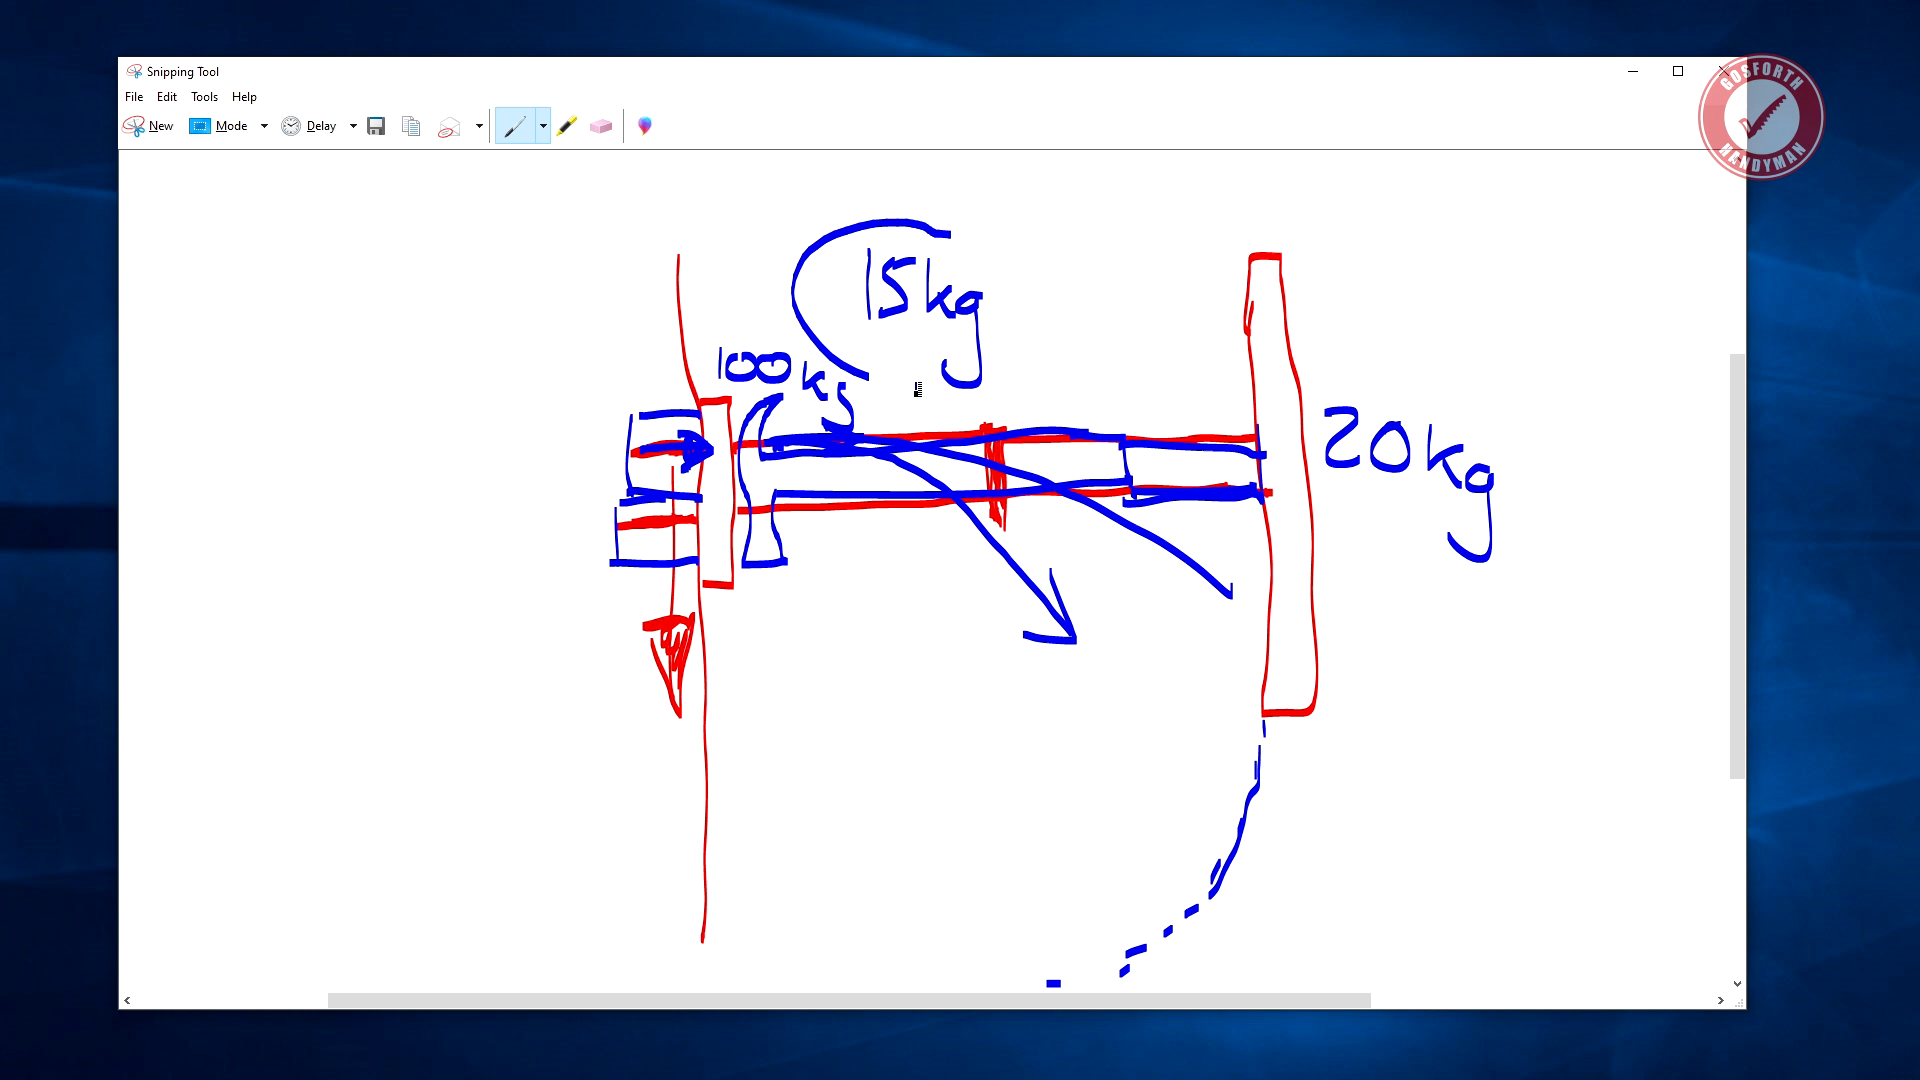 Snipping Tool
File Edit Tools Help
New Mode Delay
GOSFORTH
HANDYMAN
15kg
100kg
20kg